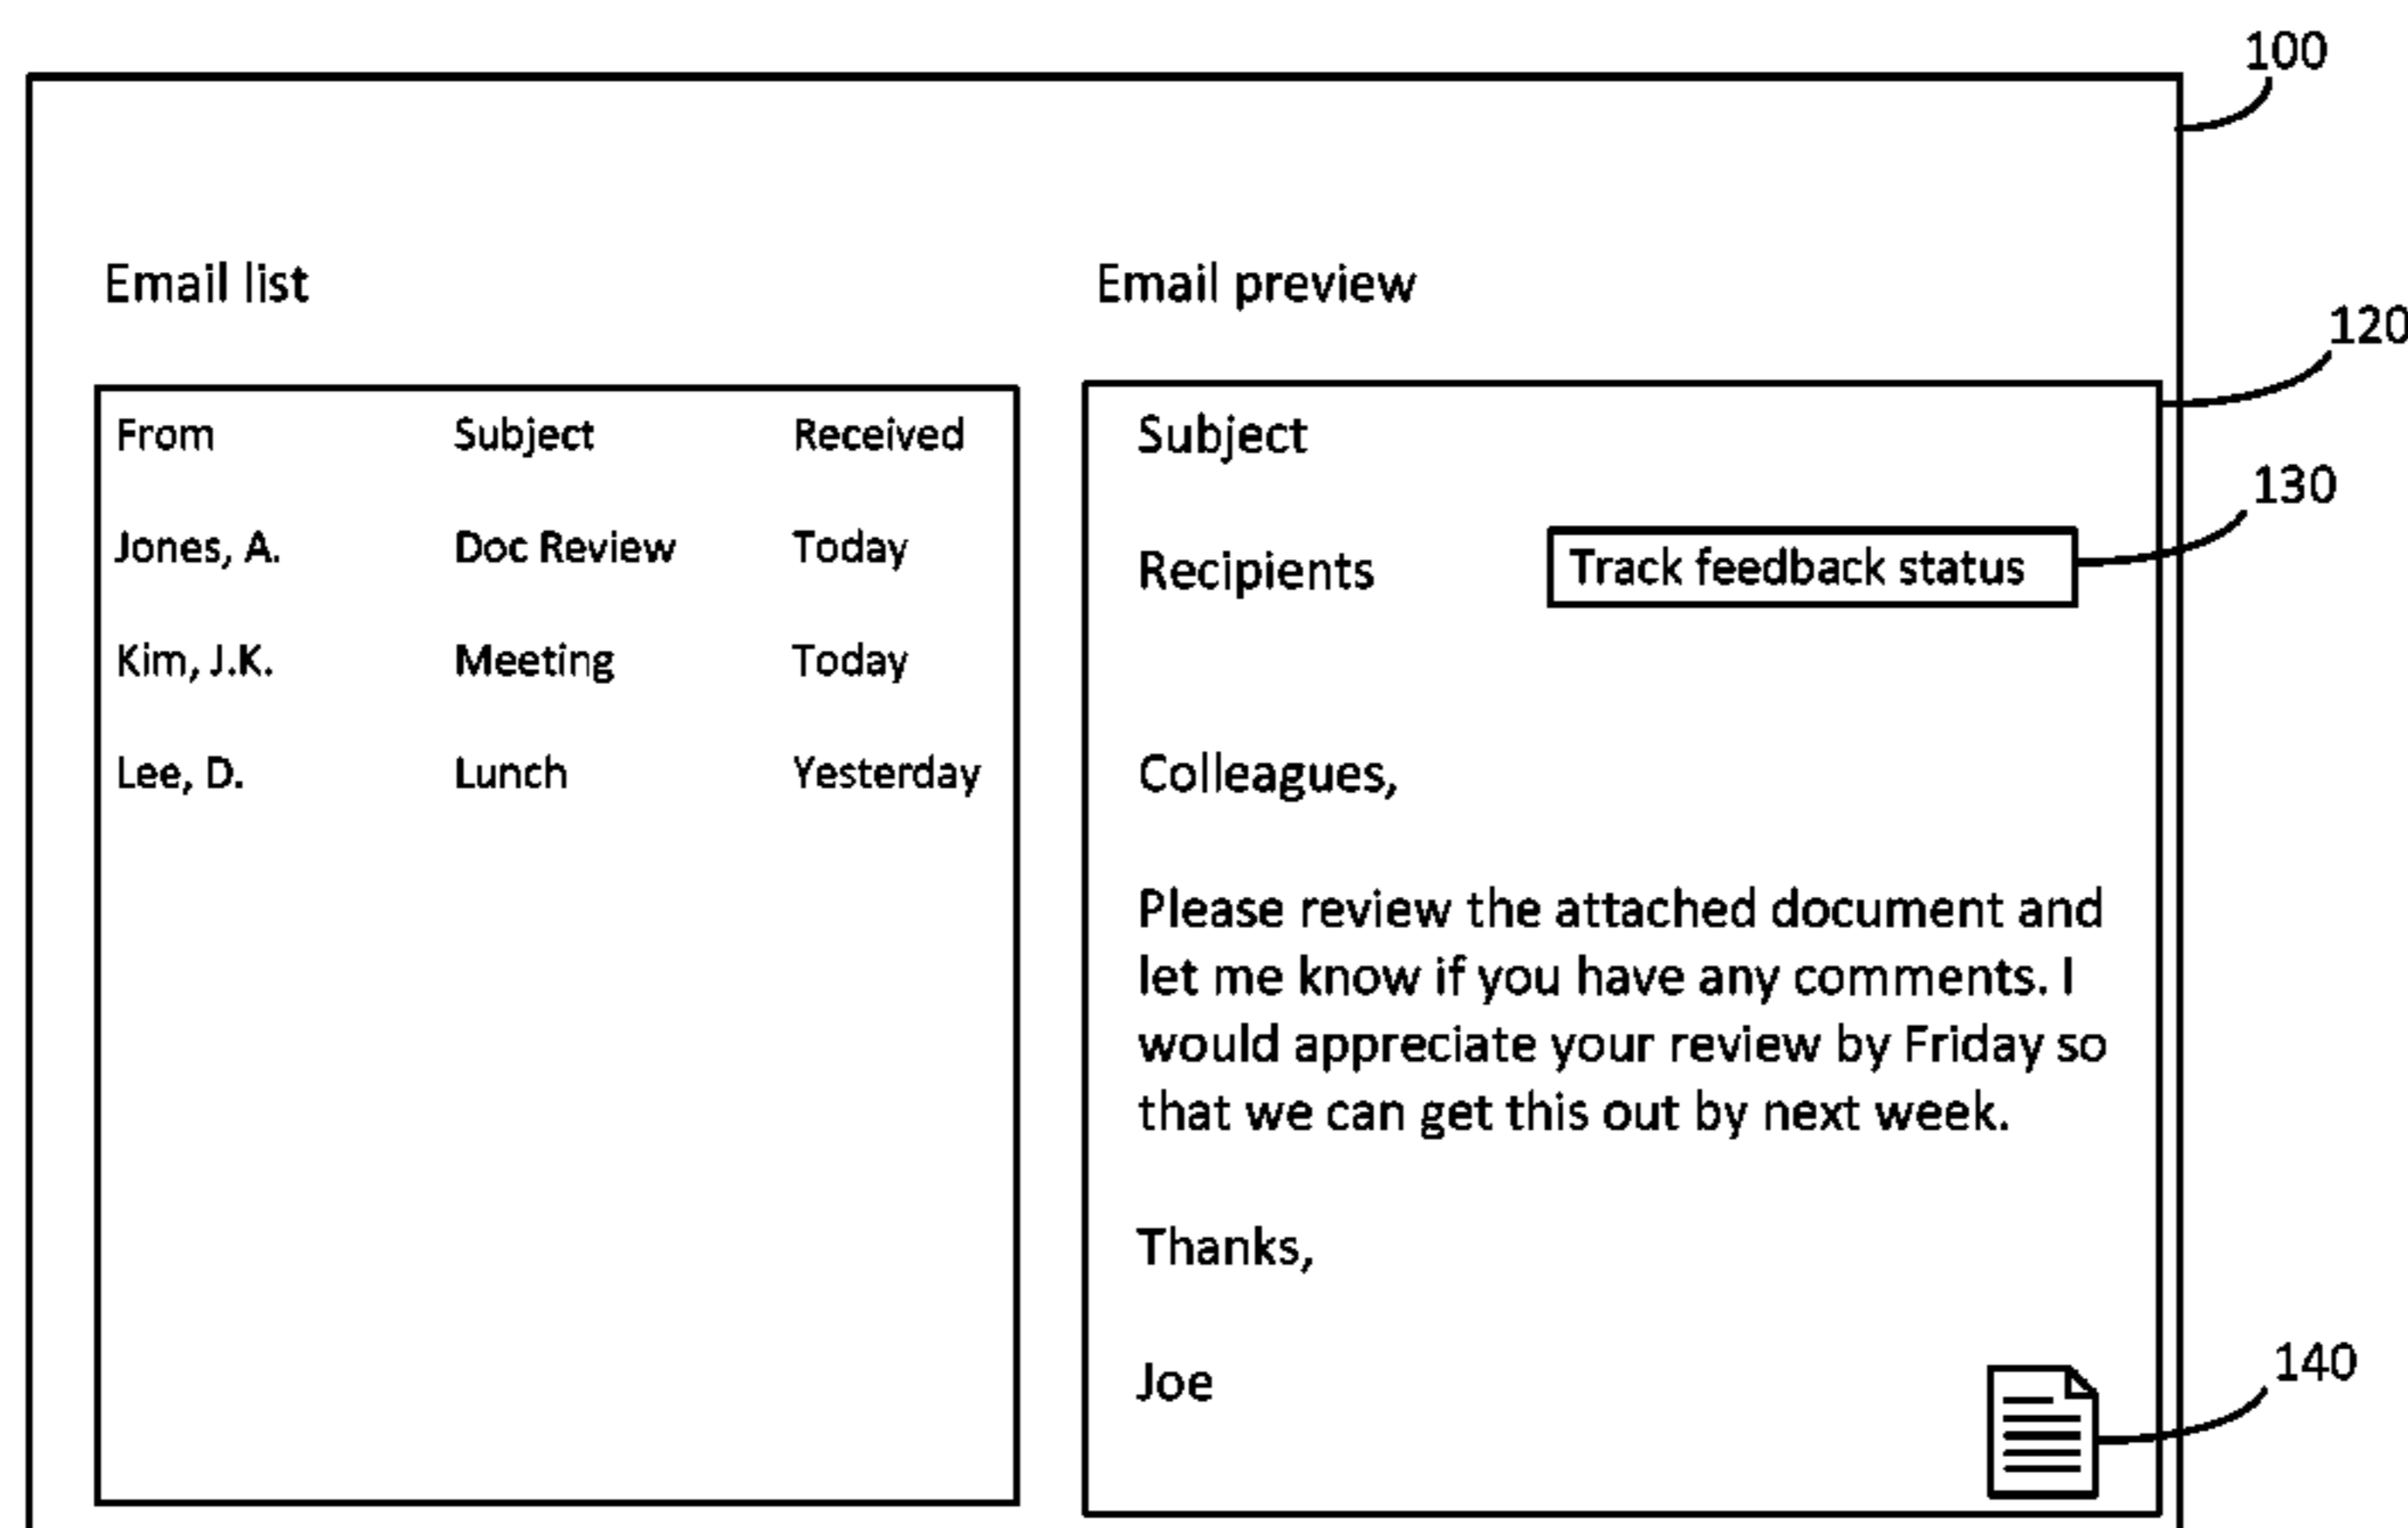 100
Email list
Email preview
120
From Subject Received
Jones, A. Doc Review Today
Kim, J.K. Meeting Today
Lee, D. Lunch Yesterday
Subject
130
Recipients
Track feedback status
Colleagues,
Please review the attached document and
let me know if you have any comments. I
would appreciate your review by Friday so
that we can get this out by next week.
Thanks,
Joe
140